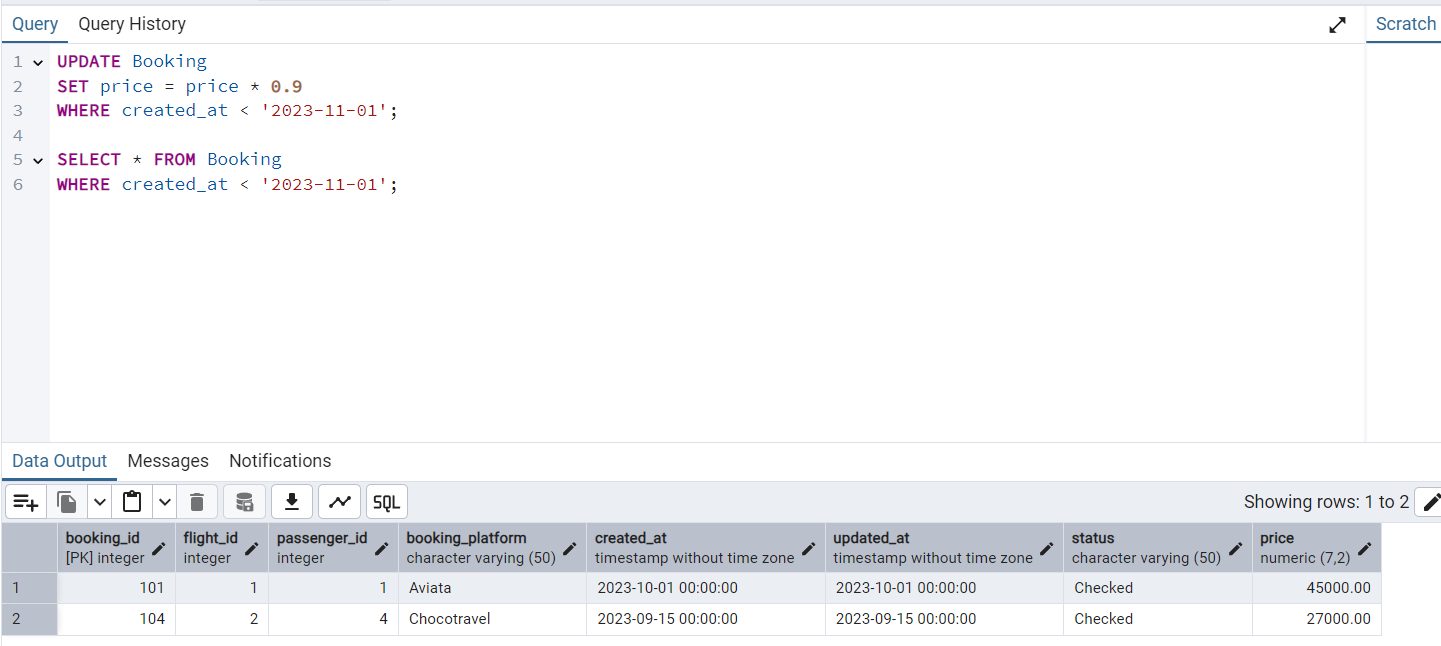 Query Query History Scratch
1 UPDATE Booking
2 SET price = price * 0.9
3 WHERE created_at < '2023-11-01';
4
5 SELECT * FROM Booking
6 WHERE created_at < '2023-11-01';
Data Output Messages Notifications
SQL Showing rows: 1 to 2
booking_id flight_id passenger_id booking_platform created_at updated_at status price
[PK] integer integer integer character varying (50) timestamp without time zone timestamp without time zone character varying (50) numeric (7,2)
1 101 1 1 Aviata 2023-10-01 00:00:00 2023-10-01 00:00:00 Checked 45000.00
2 104 2 4 Chocotravel 2023-09-15 00:00:00 2023-09-15 00:00:00 Checked 27000.00